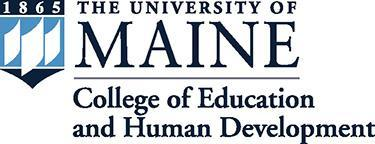 1865
THE UNIVERSITY OF
MAINE
College of Education
and Human Development